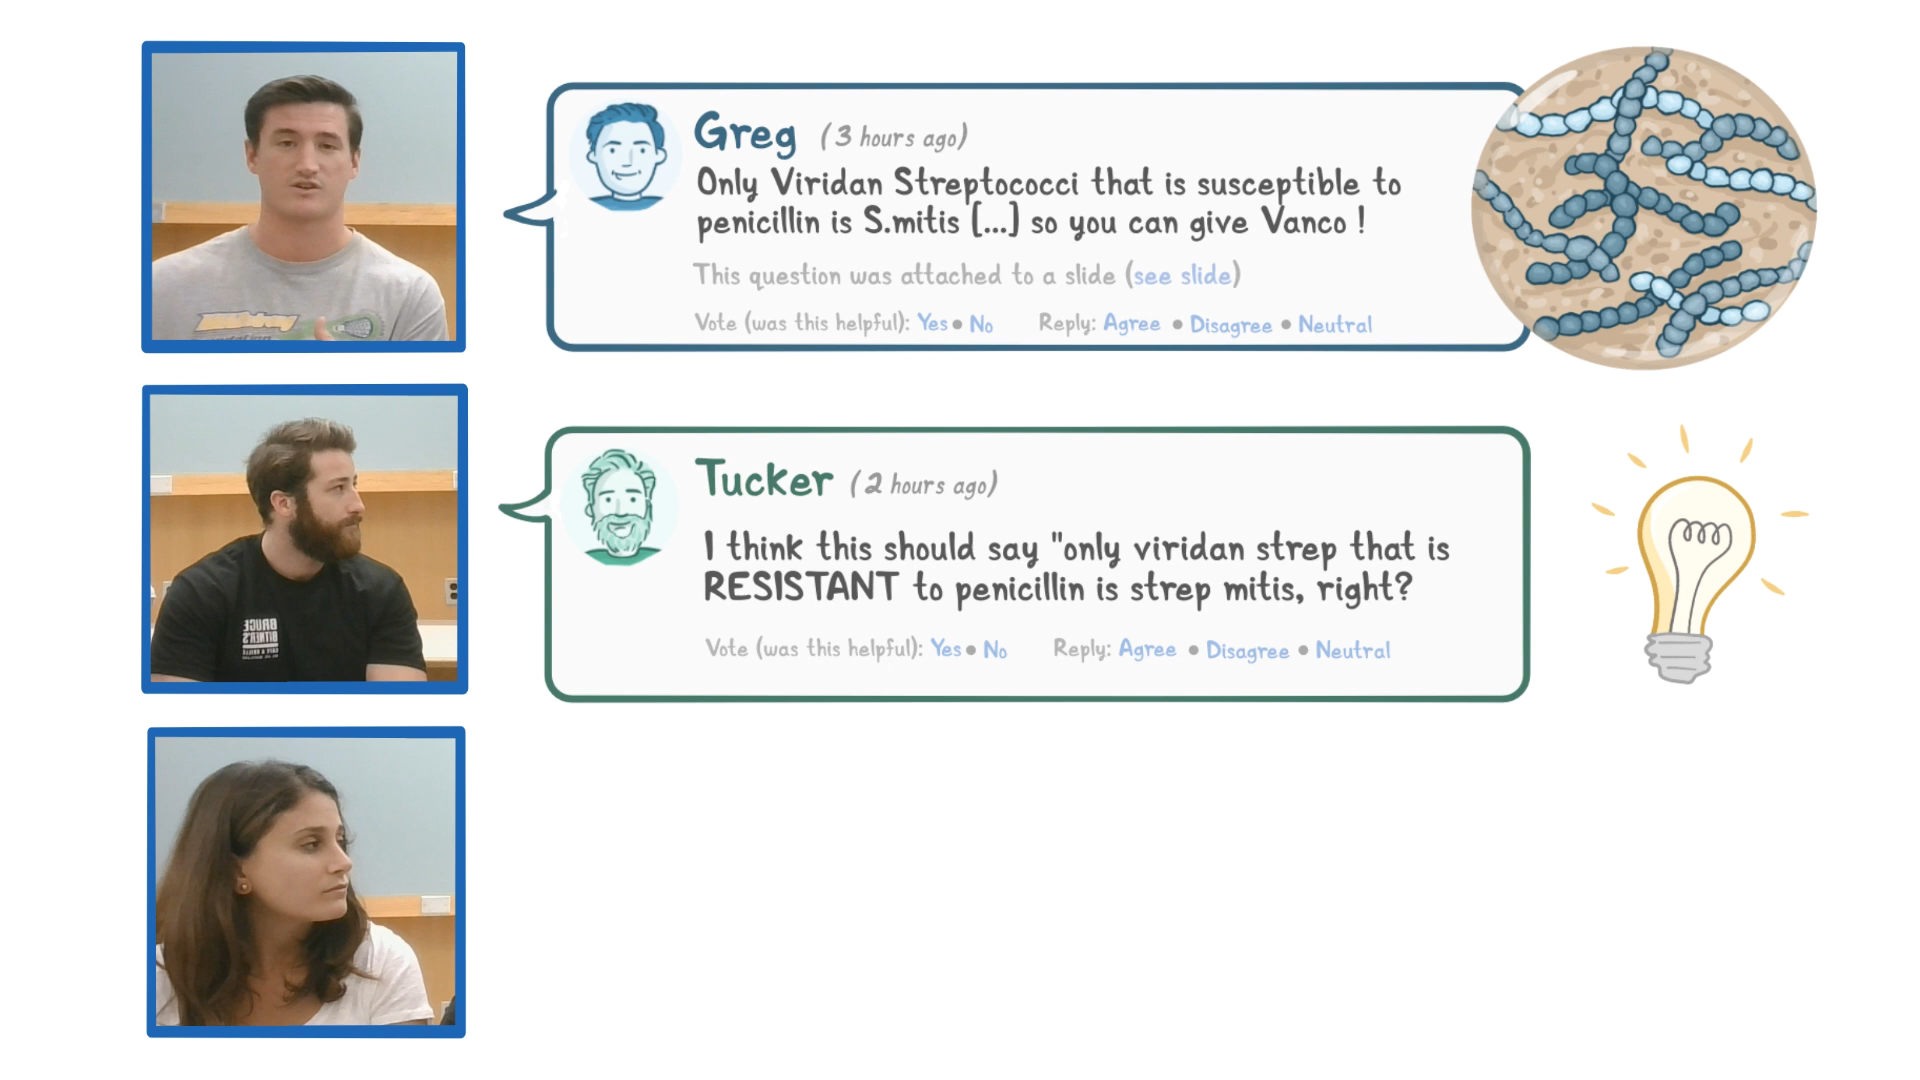 Greg (3 hours ago)
Only Viridan Streptococci that is susceptible to
penicillin is S.mitis [...] so you can give Vanco !
This question was attached to a slide (see slide)
Vote (was this helpful): Yes • No Reply: Agree • Disagree • Neutral
Tucker (2 hours ago)
I think this should say "only viridan strep that is
RESISTANT to penicillin is strep mitis, right?
Vote (was this helpful): Yes • No Reply: Agree • Disagree • Neutral
BRUCE
BITNER'S